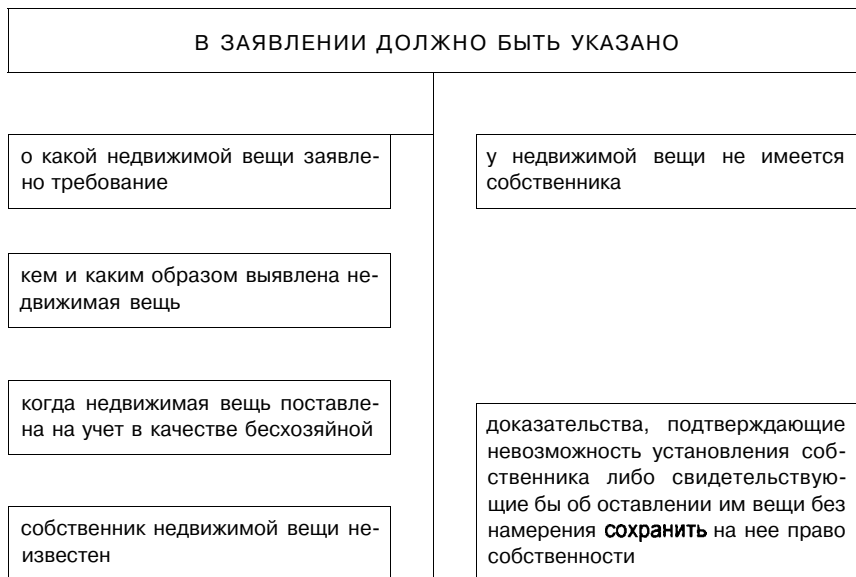 В ЗАЯВЛЕНИИ ДОЛЖНО БЫТЬ УКАЗАНО
о какой недвижимой вещи заявле-
но требование
кем и каким образом выявлена не-
движимая вещь
когда недвижимая вещь поставле-
на на учет в качестве бесхозяйной
собственник недвижимой вещи не-
известен
у недвижимой вещи не имеется
собственника
доказательства, подтверждающие
невозможность установления соб-
ственника либо свидетельствую-
щие бы об оставлении им вещи без
намерения сохранить на нее право
собственности